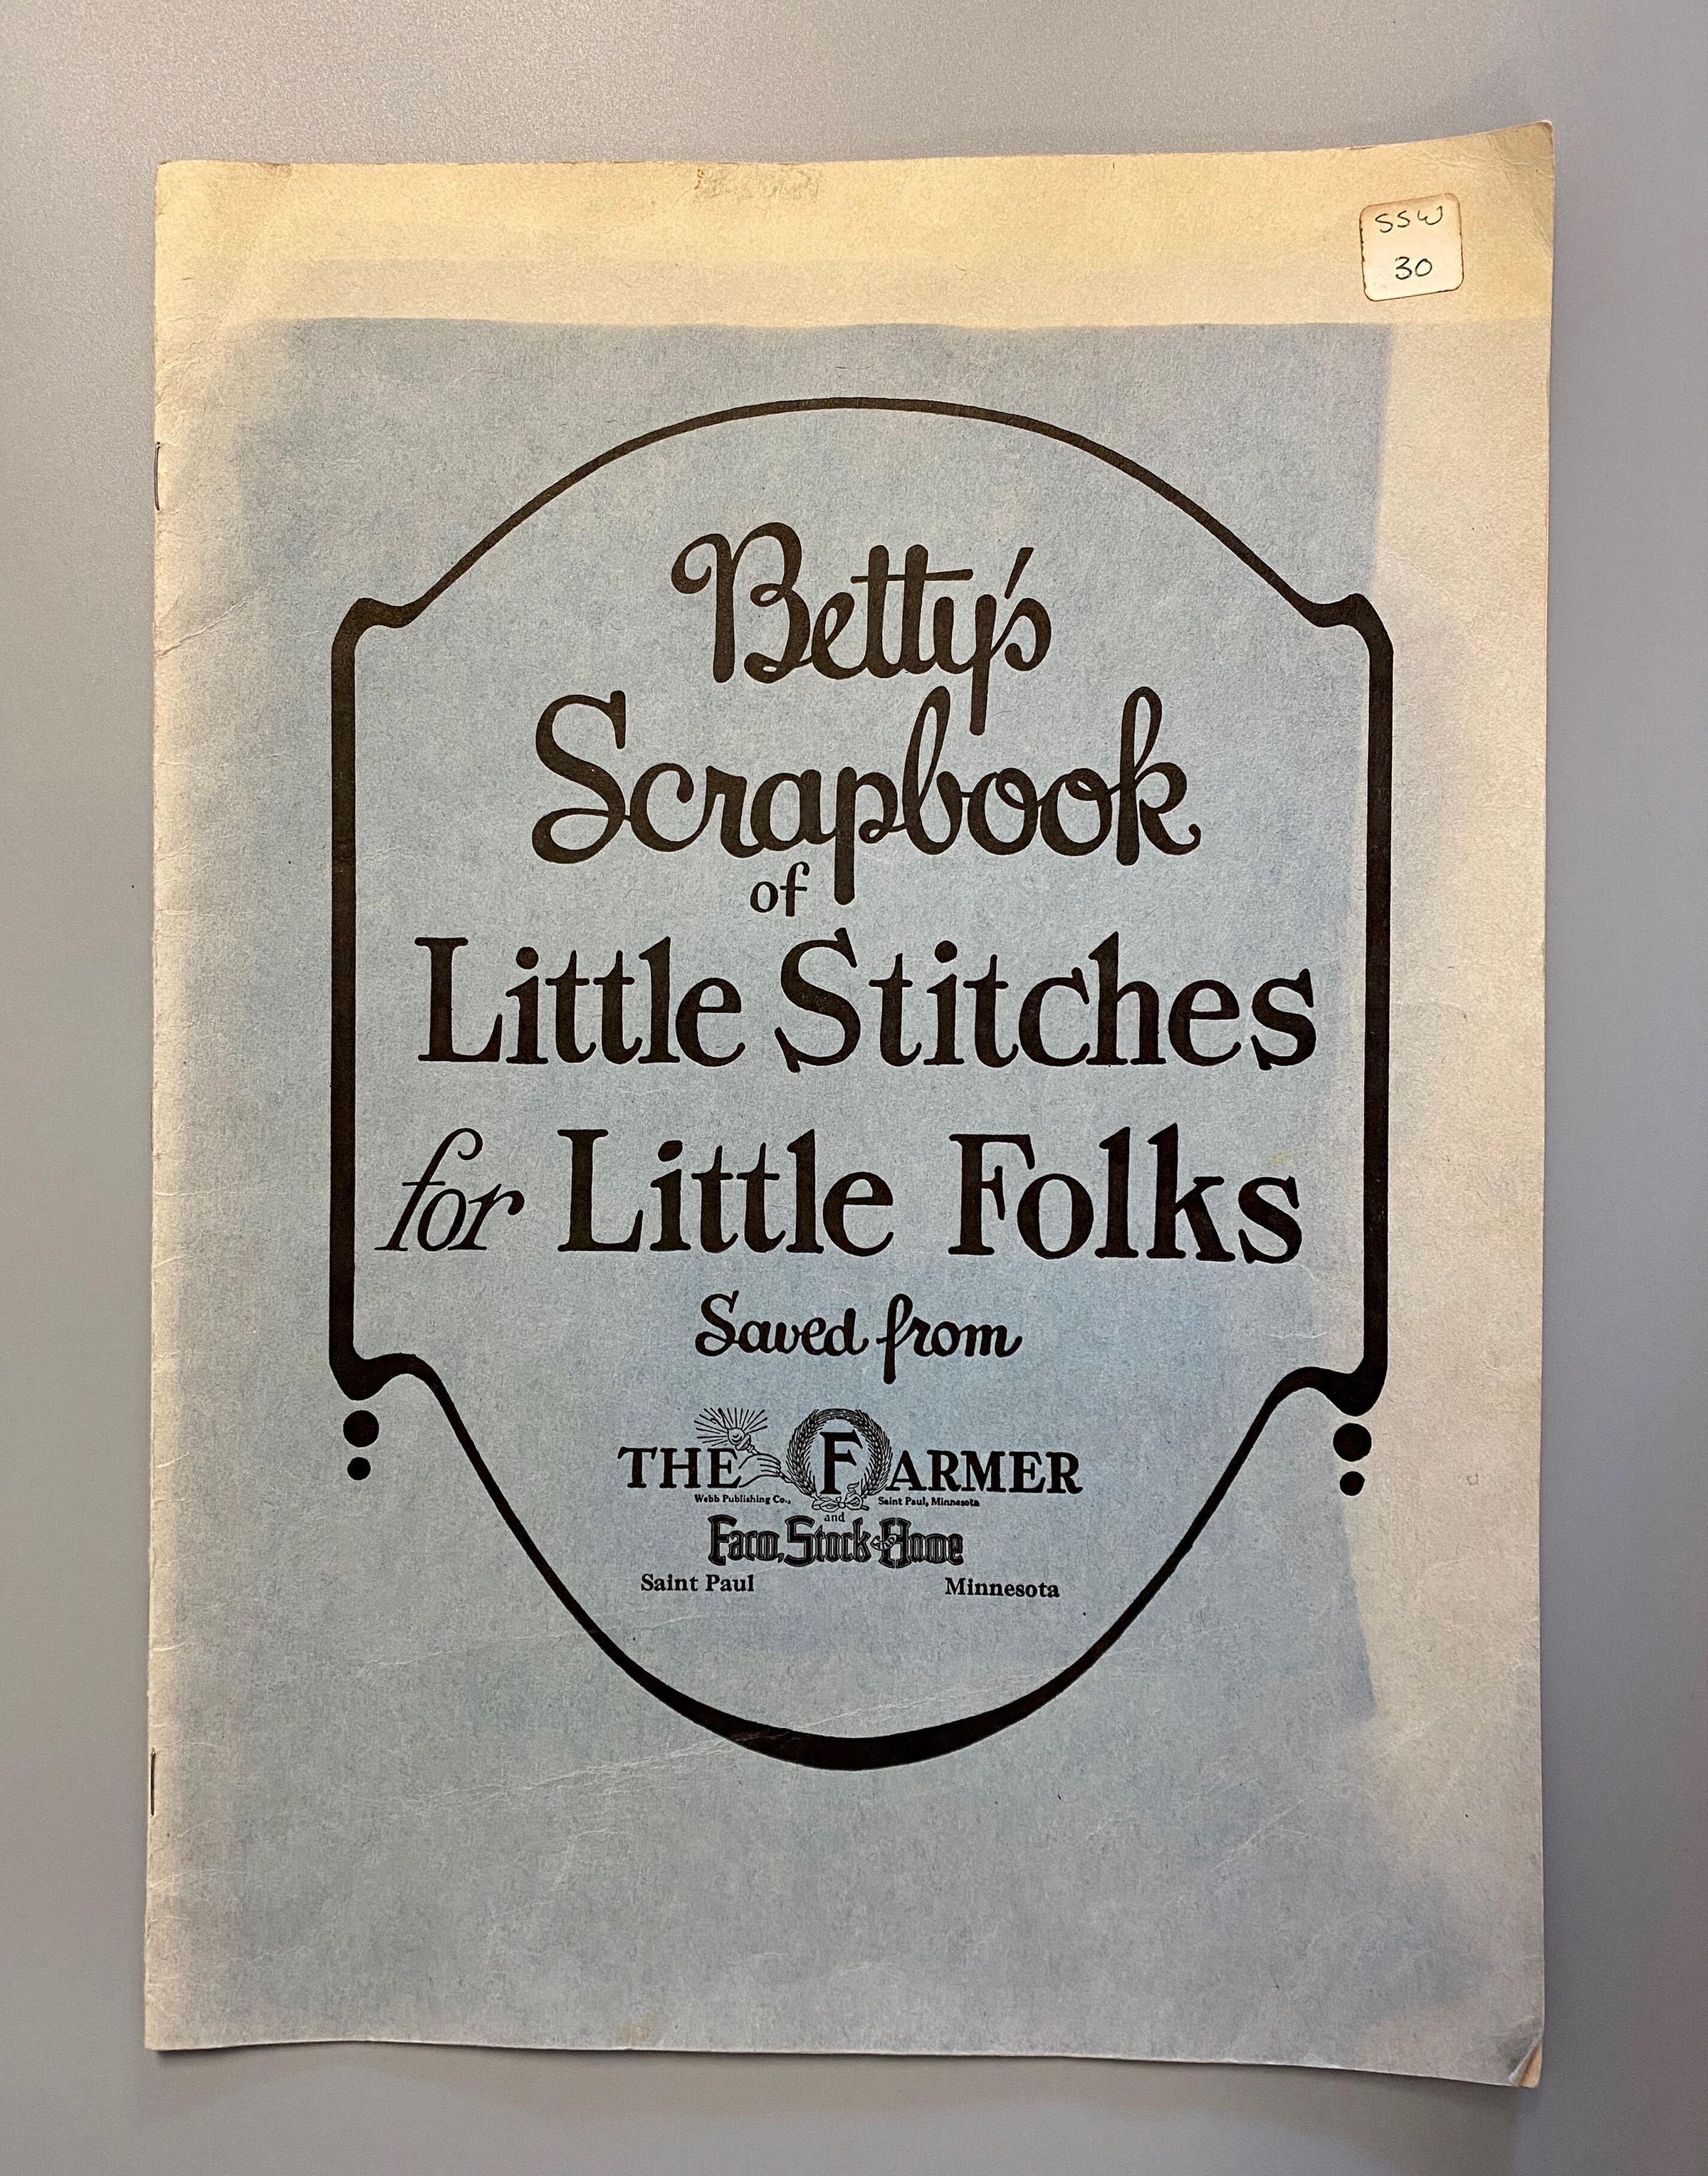 SSW
30
Betty's
Scrapbook
of
Little Stitches
for Little Folks
Saved from
THE FARMER
Webb Publishing Co., Saint Paul, Minnesota
and
Farm, Stock & Home
Saint Paul Minnesota